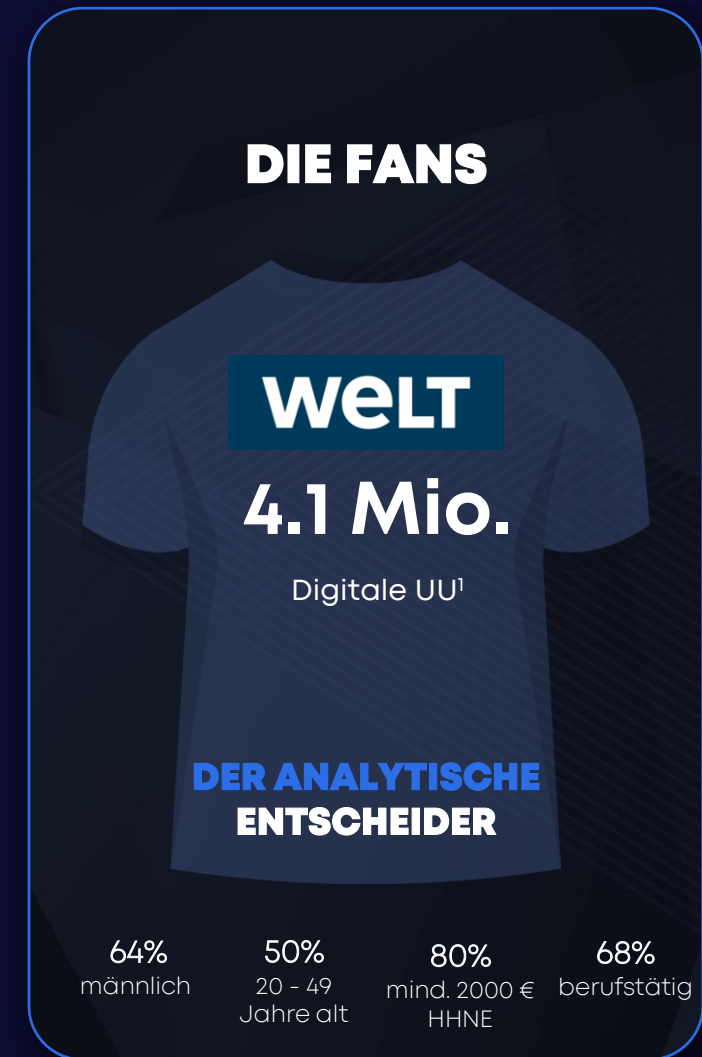 DIE FANS
WELT
4.1 Mio.
Digitale UU¹
DER ANALYTISCHE
ENTSCHEIDER
64%
männlich
50%
20 - 49
Jahre alt
80%
mind. 2000 €
HHNE
68%
berufstätig